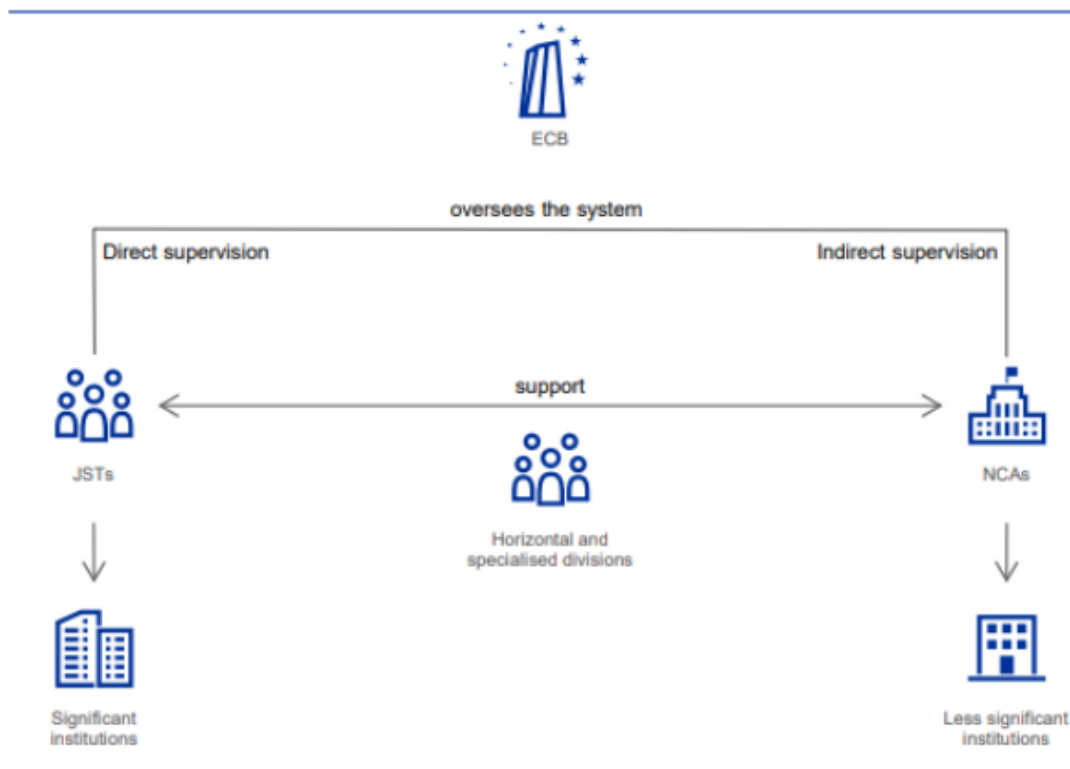 ECB
oversees the system
Direct supervision
Indirect supervision
support
JSTs
NCAs
Horizontal and
specialised divisions
Significant
institutions
Less significant
institutions